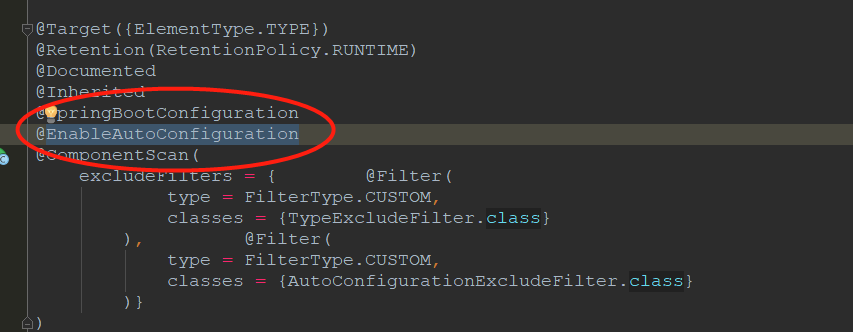 @Target({ElementType.TYPE})
@Retention(RetentionPolicy.RUNTIME)
@Documented
@Inherited
@SpringBootConfiguration
@EnableAutoConfiguration
@ComponentScan(
excludeFilters = {        @Filter(
type = FilterType.CUSTOM,
classes = {TypeExcludeFilter.class}
),        @Filter(
type = FilterType.CUSTOM,
classes = {AutoConfigurationExcludeFilter.class}
)}
)